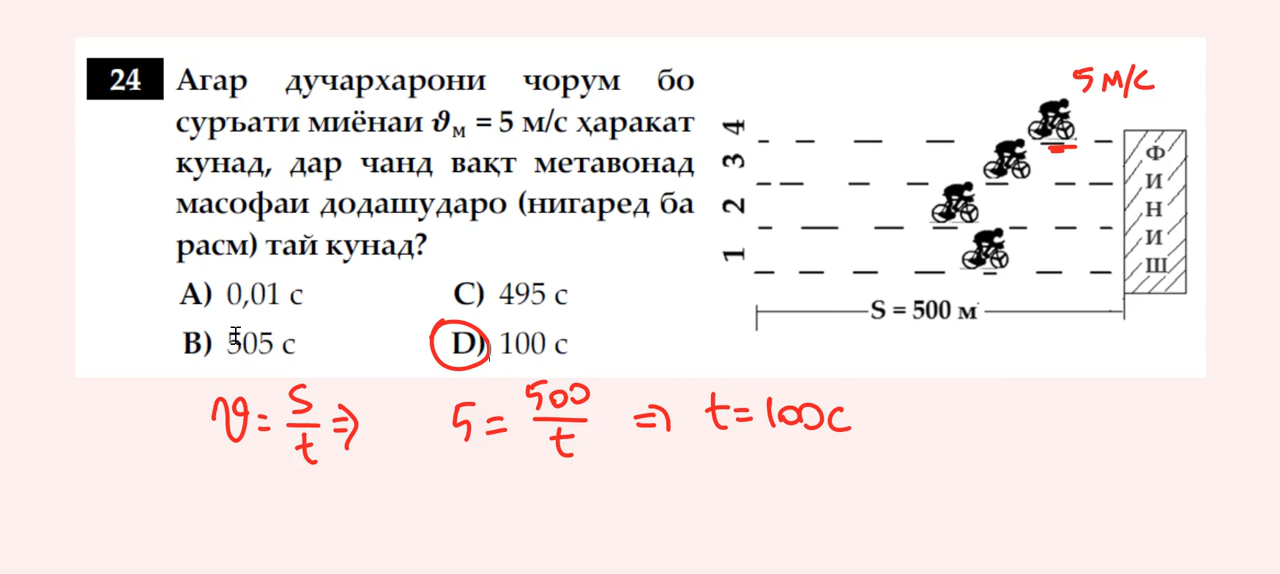 24 Агар дучархарони чорум бо
суръати миёнаи ϑм = 5 м/с ҳаракат
кунад, дар чанд вақт метавонад
масофаи додашударо (нигаред ба
расм) тай кунад?
A) 0,01 с
C) 495 с
B) 505 с
D) 100 с
5 м/с
4
3
2
1
ФИНИШ
S = 500 м
ϑ = S/t ⇒ 5 = 500/t ⇒ t = 100с